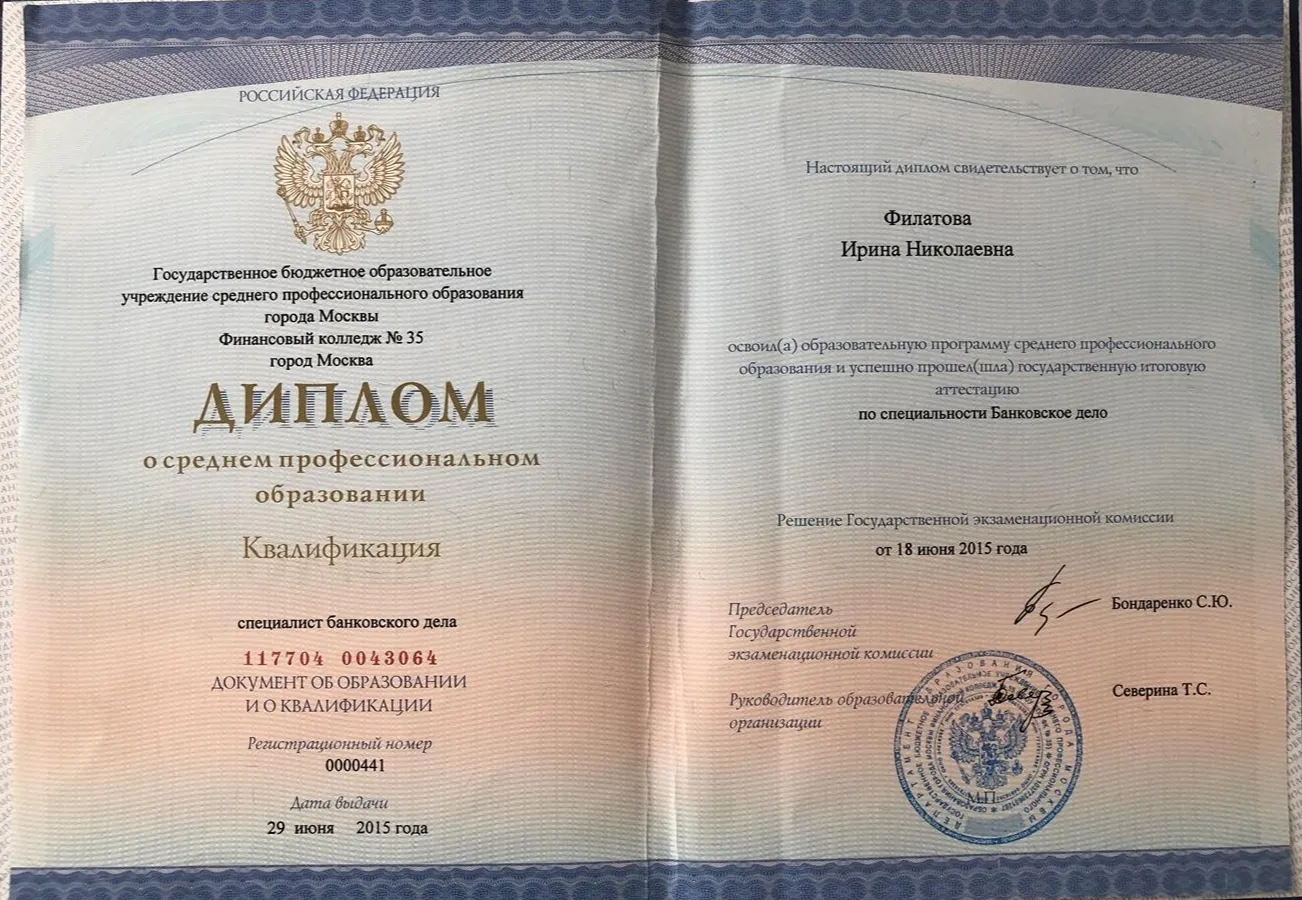 РОССИЙСКАЯ ФЕДЕРАЦИЯ
Государственное бюджетное образовательное
учреждение среднего профессионального образования
города Москвы
Финансовый колледж № 35
город Москва
ДИПЛОМ
о среднем профессиональном
образовании
Квалификация
специалист банковского дела
117704 0043064
ДОКУМЕНТ ОБ ОБРАЗОВАНИИ
И О КВАЛИФИКАЦИИ
Регистрационный номер
0000441
Дата выдачи
29 июня 2015 года
Настоящий диплом свидетельствует о том, что
Филатова
Ирина Николаевна
освоил(а) образовательную программу среднего профессионального
образования и успешно прошел(шла) государственную итоговую
аттестацию
по специальности Банковское дело
Решение Государственной экзаменационной комиссии
от 18 июня 2015 года
Председатель
Государственной
экзаменационной комиссии
Бондаренко С.Ю.
Руководитель образовательной
организации
Северина Т.С.
М.П.
ДЕПАРТАМЕНТ ОБРАЗОВАНИЯ ГОРОДА МОСКВЫ